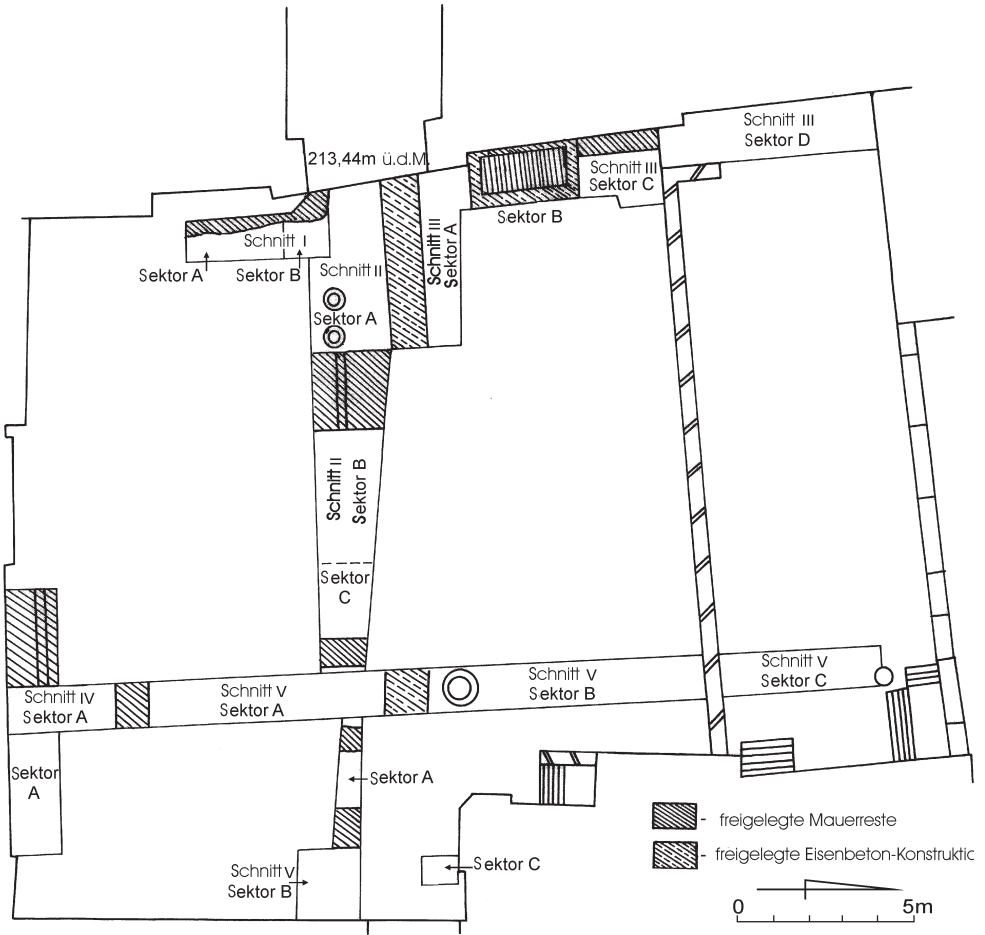 Schnitt III
Sektor D
213,44m ü.d.M.
Schnitt III
Sektor C
Sektor B
Schnitt III
Sektor A
Schnitt I
Sektor A
Sektor B
Schnitt II
Sektor A
Schnitt II
Sektor B
Sektor
C
Schnitt IV
Sektor A
Schnitt V
Sektor A
Schnitt V
Sektor B
Schnitt V
Sektor C
Sektor
A
Sektor A
Schnitt V
Sektor B
Sektor C
- freigelegte Mauerreste
- freigelegte Eisenbeton-Konstruktic
0 5m